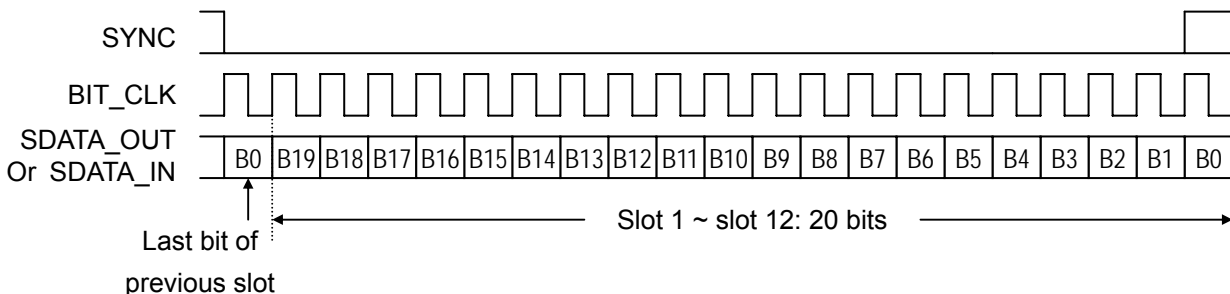 SYNC
BIT_CLK
SDATA_OUT
Or SDATA_IN
B0 B19 B18 B17 B16 B15 B14 B13 B12 B11 B10 B9 B8 B7 B6 B5 B4 B3 B2 B1 B0
Slot 1 ~ slot 12: 20 bits
Last bit of
previous slot